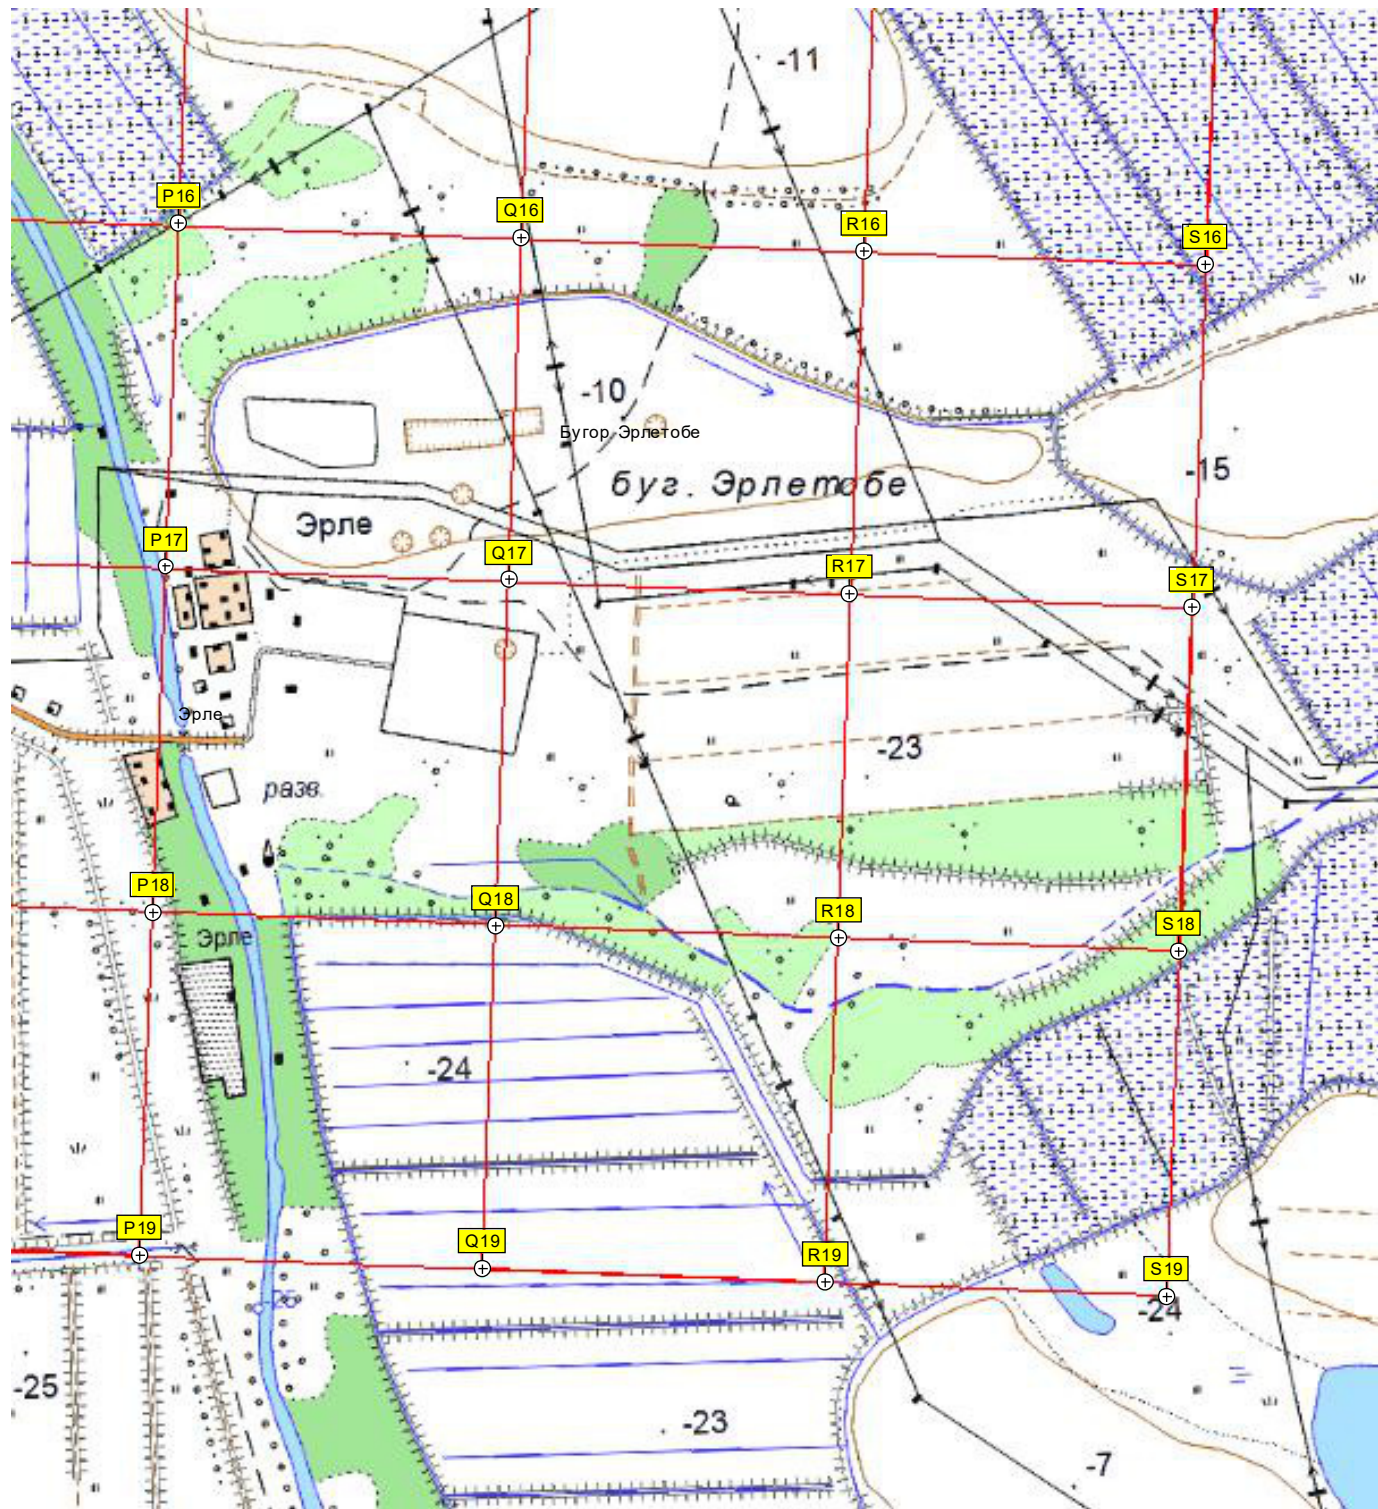 -11
P16
Q16
R16
S16
-10
Бугор Эрлетобе
буг. Эрлетобе
-15
Эрле
P17
Q17
R17
S17
Эрле
-23
разв.
P18
Q18
R18
S18
Эрле
-24
P19
Q19
R19
S19
-24
-25
-23
-7